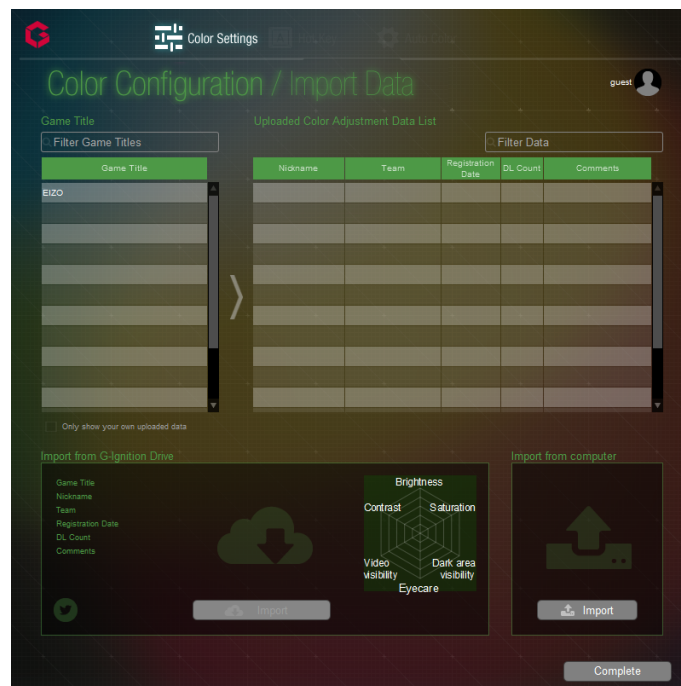 Color Settings
Color Configuration / Import Data
guest
Game Title
Uploaded Color Adjustment Data List
Filter Game Titles
Filter Data
Game Title
Nickname
Team
Registration
Date
DL Count
Comments
EIZO
Only show your own uploaded data
Import from G-Ignition Drive
Import from computer
Game Title
Nickname
Team
Registration Date
DL Count
Comments
Brightness
Contrast
Saturation
Video
visibility
Dark area
visibility
Eyecare
Import
Import
Complete